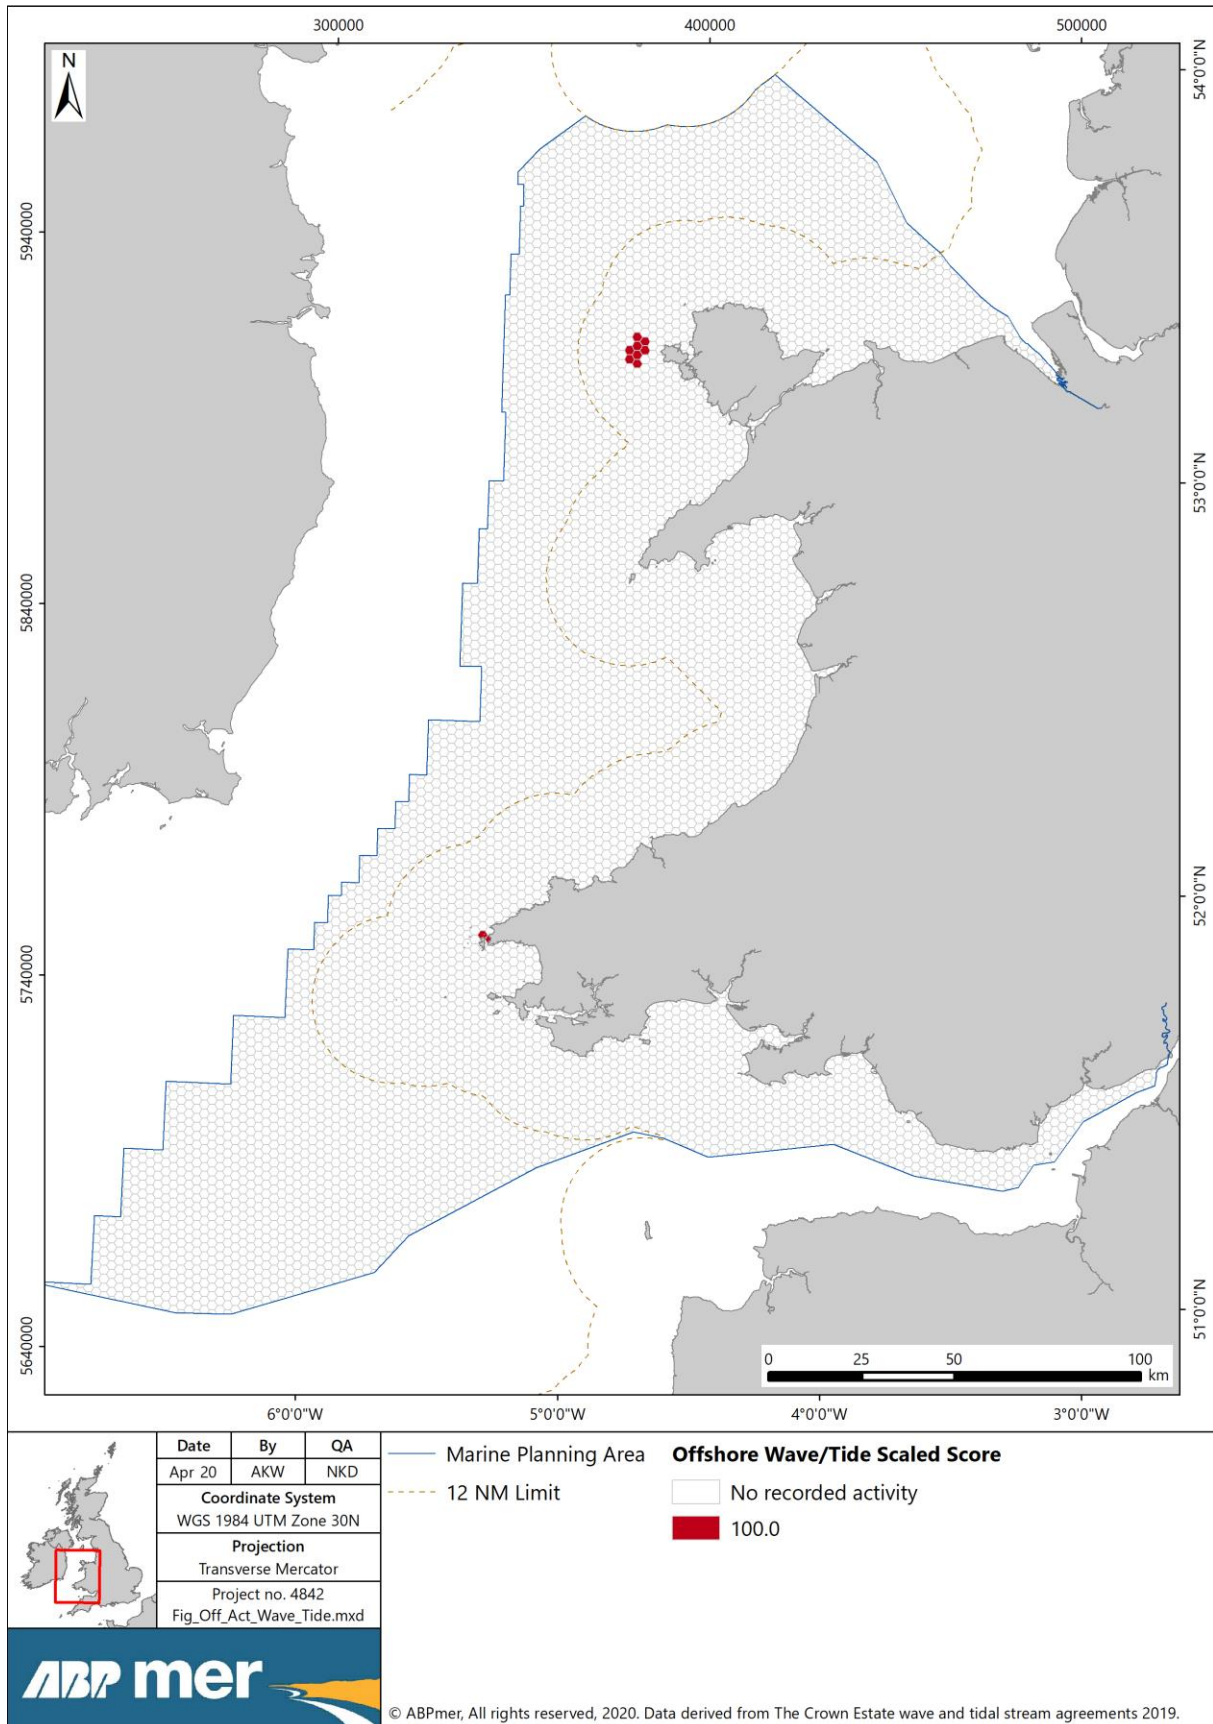 300000 400000 500000
N
54°0'0"N
5940000
53°0'0"N
5840000
52°0'0"N
5740000
51°0'0"N
5640000
0 25 50 100
km
6°0'0"W 5°0'0"W 4°0'0"W 3°0'0"W
Date By QA
Apr 20 AKW NKD
Coordinate System
WGS 1984 UTM Zone 30N
Projection
Transverse Mercator
Project no. 4842
Fig_Off_Act_Wave_Tide.mxd
Marine Planning Area
12 NM Limit
Offshore Wave/Tide Scaled Score
No recorded activity
100.0
ABPmer
© ABPmer, All rights reserved, 2020. Data derived from The Crown Estate wave and tidal stream agreements 2019.